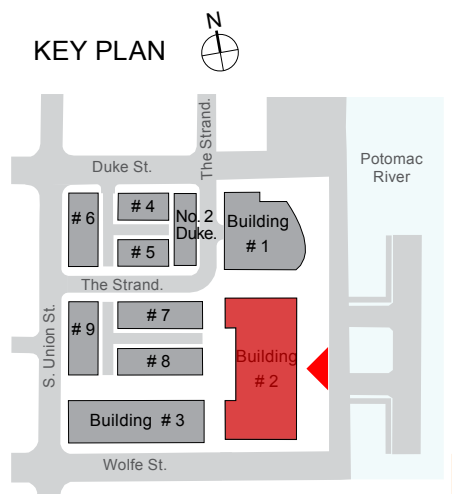 N
KEY PLAN
The Strand.
Duke St.
Potomac
River
# 6
# 4
# 5
No. 2
Duke.
Building
# 1
The Strand.
S. Union St.
# 9
# 7
# 8
Building
# 2
Building # 3
Wolfe St.